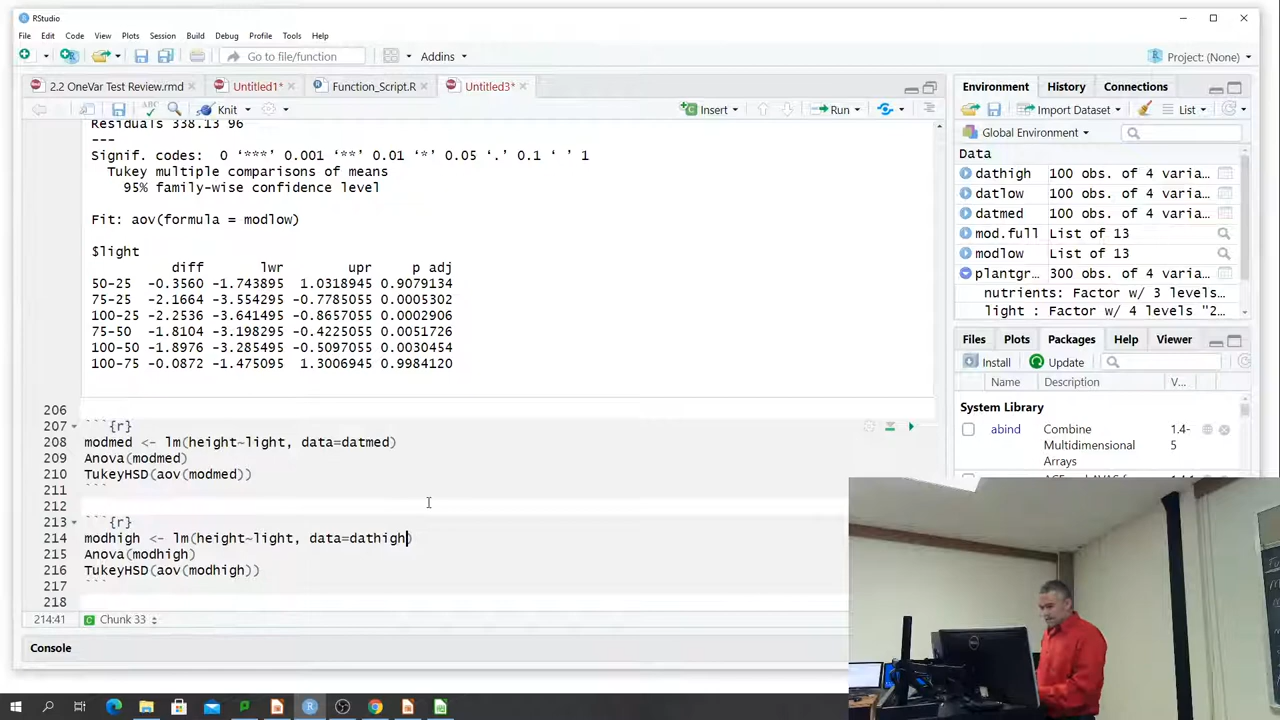 RStudio
File Edit Code View Plots Session Build Debug Profile Tools Help
Go to file/function Addins Project: (None)
2.2 OneVar Test Review.rmd Untitled1* Function_Script.R Untitled3*
Knit Insert Run
Residuals 338.13 96
---
Signif. codes:  0 ‘***’ 0.001 ‘**’ 0.01 ‘*’ 0.05 ‘.’ 0.1 ‘ ’ 1
Tukey multiple comparisons of means
95% family-wise confidence level
Fit: aov(formula = modlow)
$light
diff lwr upr p adj
50-25 -0.3560 -1.743895 1.0318945 0.9079134
75-25 -2.1664 -3.554295 -0.7785055 0.0005302
100-25 -2.2536 -3.641495 -0.8657055 0.0002906
75-50 -1.8104 -3.198295 -0.4225055 0.0051726
100-50 -1.8976 -3.285495 -0.5097055 0.0030454
100-75 -0.0872 -1.475095 1.3006945 0.9984120
206
207 ```{r}
208 modmed <- lm(height~light, data=datmed)
209 Anova(modmed)
210 TukeyHSD(aov(modmed))
211 ```
212
213 ```{r}
214 modhigh <- lm(height~light, data=dathigh)
215 Anova(modhigh)
216 TukeyHSD(aov(modhigh))
217 ```
218
214:41 Chunk 33
Console
Environment History Connections
Import Dataset List
Global Environment
Data
dathigh 100 obs. of 4 varia…
datlow 100 obs. of 4 varia…
datmed 100 obs. of 4 varia…
mod.full List of 13
modlow List of 13
plantgr… 300 obs. of 4 varia…
nutrients: Factor w/ 3 levels…
light : Factor w/ 4 levels "2…
Files Plots Packages Help Viewer
Install Update
Name Description V...
System Library
abind Combine Multidimensional Arrays 1.4-5